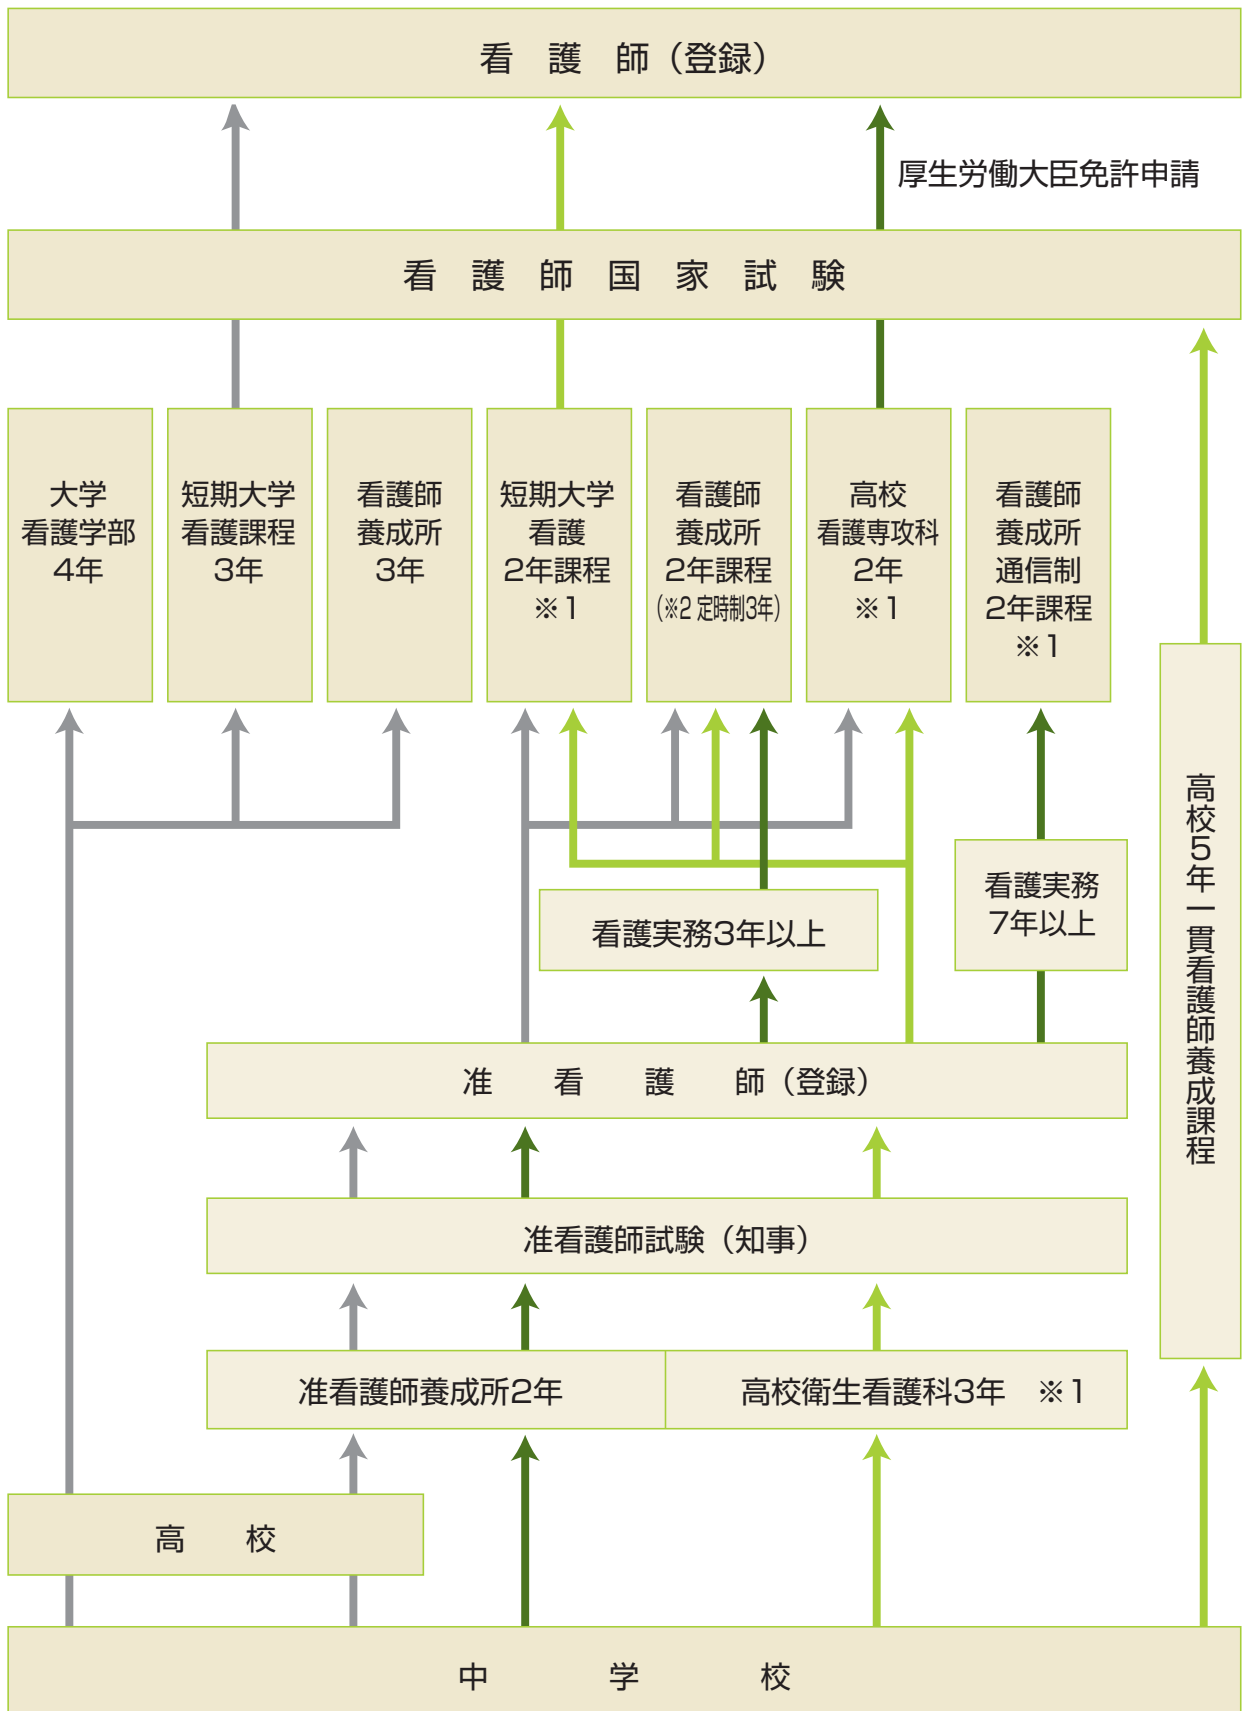 看 護 師（登録）
厚生労働大臣免許申請
看 護 師 国 家 試 験
大学
看護学部
4年
短期大学
看護課程
3年
看護師
養成所
3年
短期大学
看護
2年課程
※1
看護師
養成所
2年課程
（※2 定時制3年）
高校
看護専攻科
2年
※1
看護師
養成所
通信制
2年課程
※1
高校5年一貫看護師養成課程
看護実務3年以上
看護実務
7年以上
准 看 護 師（登録）
准看護師試験（知事）
准看護師養成所2年
高校衛生看護科3年 ※1
高 校
中 学 校